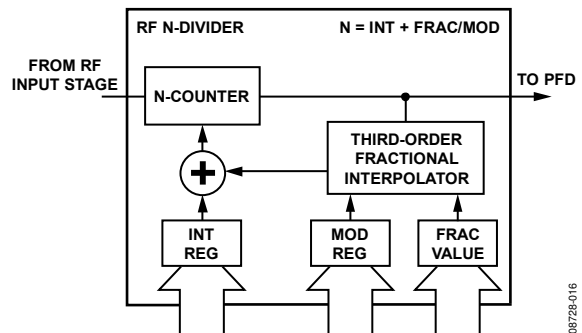 RF N-DIVIDER
N = INT + FRAC/MOD
FROM RF
INPUT STAGE
TO PFD
N-COUNTER
THIRD-ORDER
FRACTIONAL
INTERPOLATOR
+
INT
REG
MOD
REG
FRAC
VALUE
08728-016